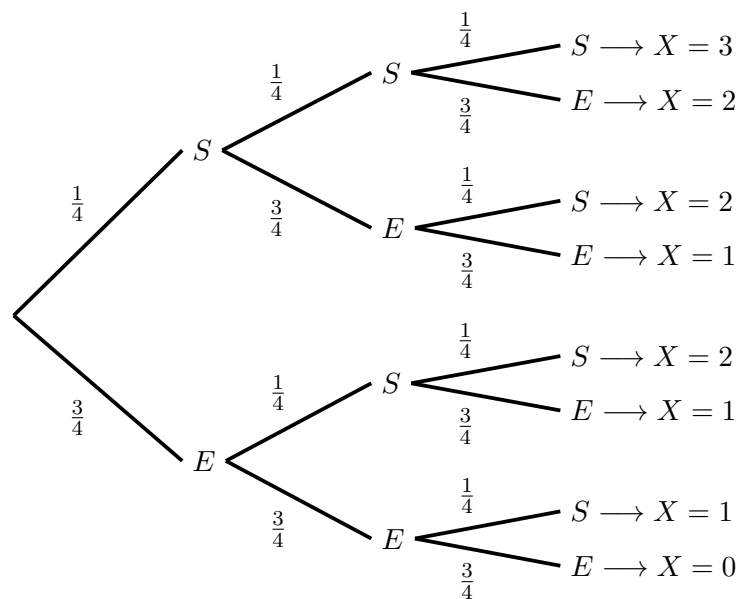 1/4
S → X = 3
1/4
S
3/4
E → X = 2
1/4
S
1/4
S → X = 2
3/4
E
3/4
E → X = 1
1/4
S → X = 2
1/4
S
3/4
E → X = 1
3/4
E
1/4
S → X = 1
3/4
E
3/4
E → X = 0